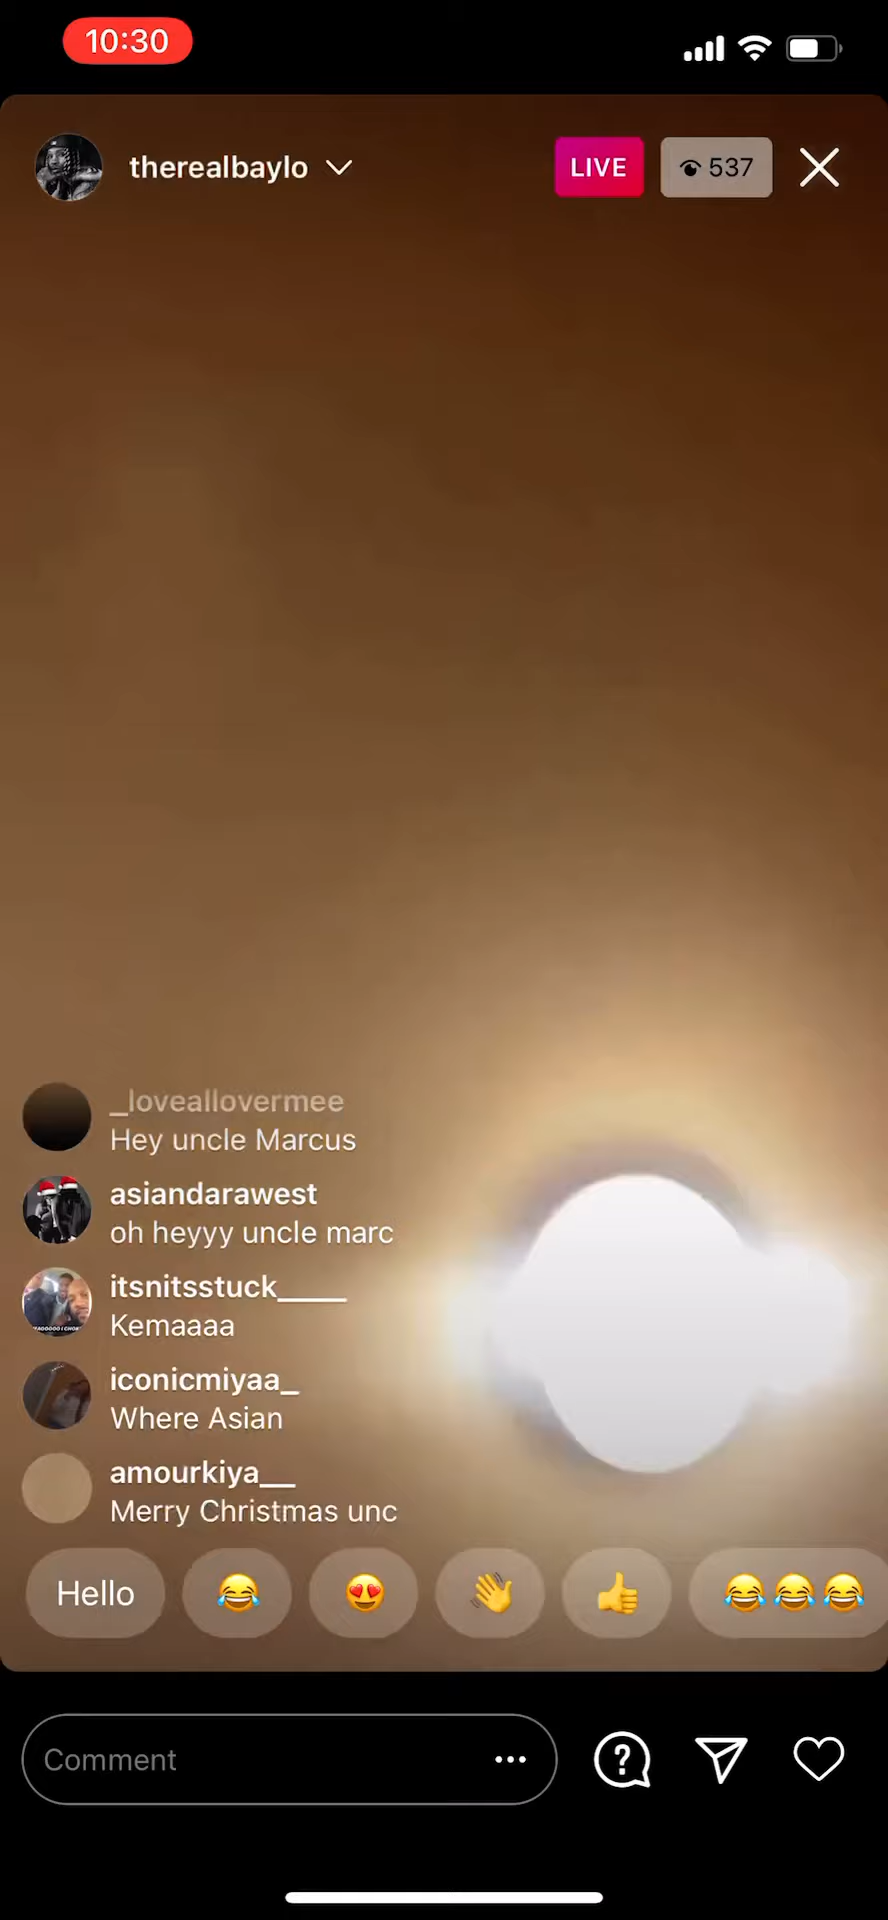 10:30
therealbaylo
LIVE
537
_loveallovermee
Hey uncle Marcus
asiandarawest
oh heyyy uncle marc
itsnitsstuck_____
Kemaaaa
iconicmiyaa_
Where Asian
amourkiya__
Merry Christmas unc
Hello
Comment